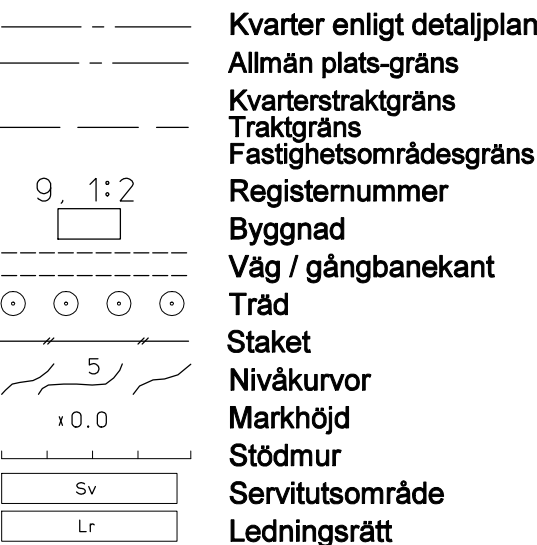 Kvarter enligt detaljplan
Allmän plats-gräns
Kvarterstraktgräns
Traktgräns
Fastighetsområdesgräns
9, 1:2 Registernummer
Byggnad
Väg / gångbanekant
Träd
Staket
5 Nivåkurvor
x 0.0 Markhöjd
Stödmur
Sv Servitutsområde
Lr Ledningsrätt